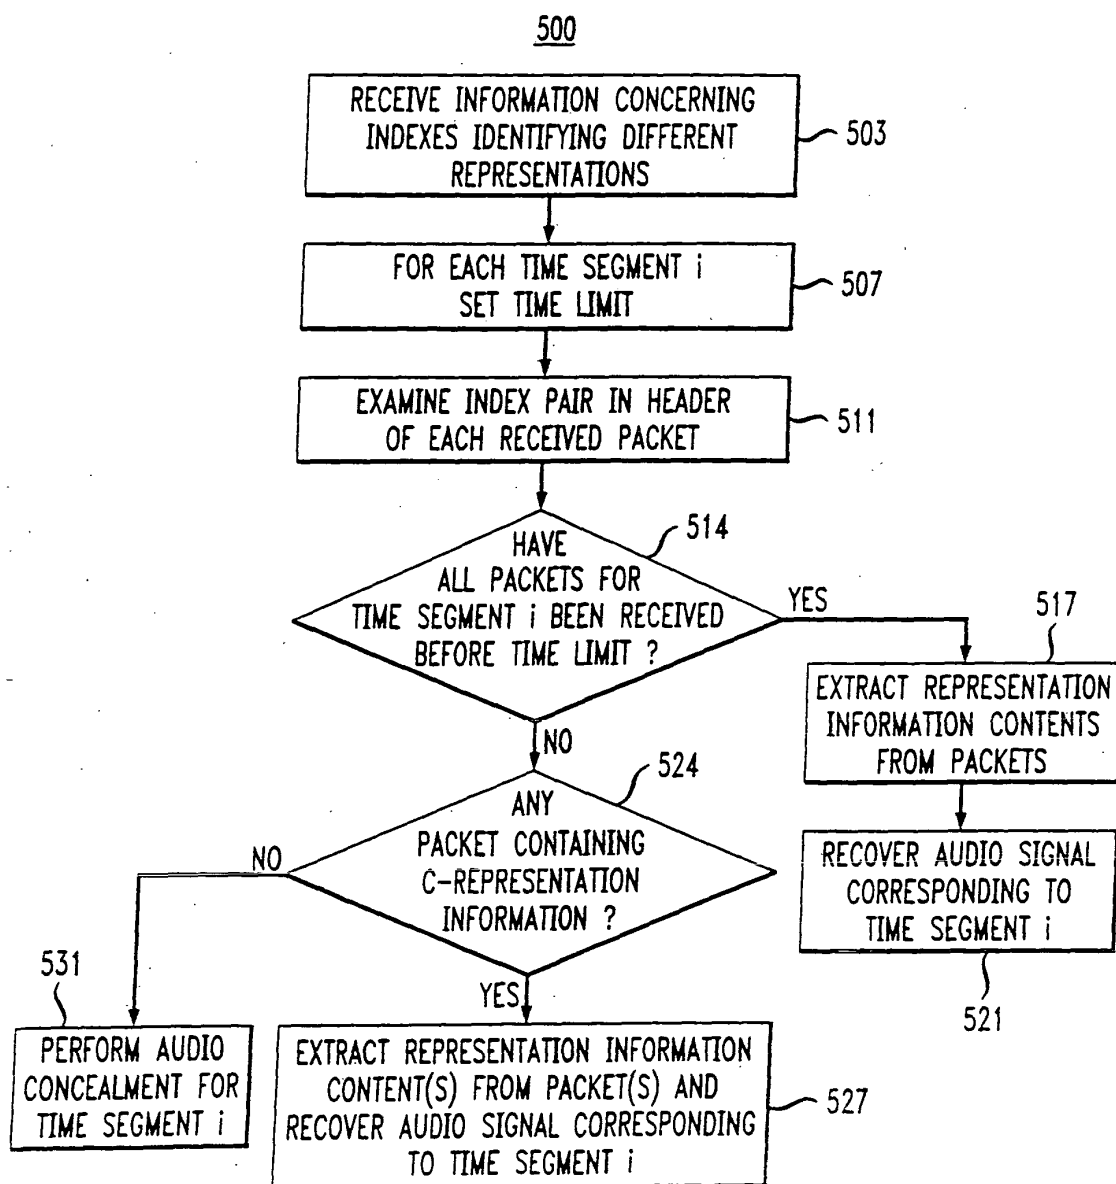 500
RECEIVE INFORMATION CONCERNING
INDEXES IDENTIFYING DIFFERENT
REPRESENTATIONS
503
FOR EACH TIME SEGMENT i
SET TIME LIMIT
507
EXAMINE INDEX PAIR IN HEADER
OF EACH RECEIVED PACKET
511
HAVE
ALL PACKETS FOR
TIME SEGMENT i BEEN RECEIVED
BEFORE TIME LIMIT ?
514
YES
517
EXTRACT REPRESENTATION
INFORMATION CONTENTS
FROM PACKETS
NO
524
ANY
PACKET CONTAINING
C-REPRESENTATION
INFORMATION ?
NO
RECOVER AUDIO SIGNAL
CORRESPONDING TO
TIME SEGMENT i
521
531
PERFORM AUDIO
CONCEALMENT FOR
TIME SEGMENT i
YES
EXTRACT REPRESENTATION INFORMATION
CONTENT(S) FROM PACKET(S) AND
RECOVER AUDIO SIGNAL CORRESPONDING
TO TIME SEGMENT i
527